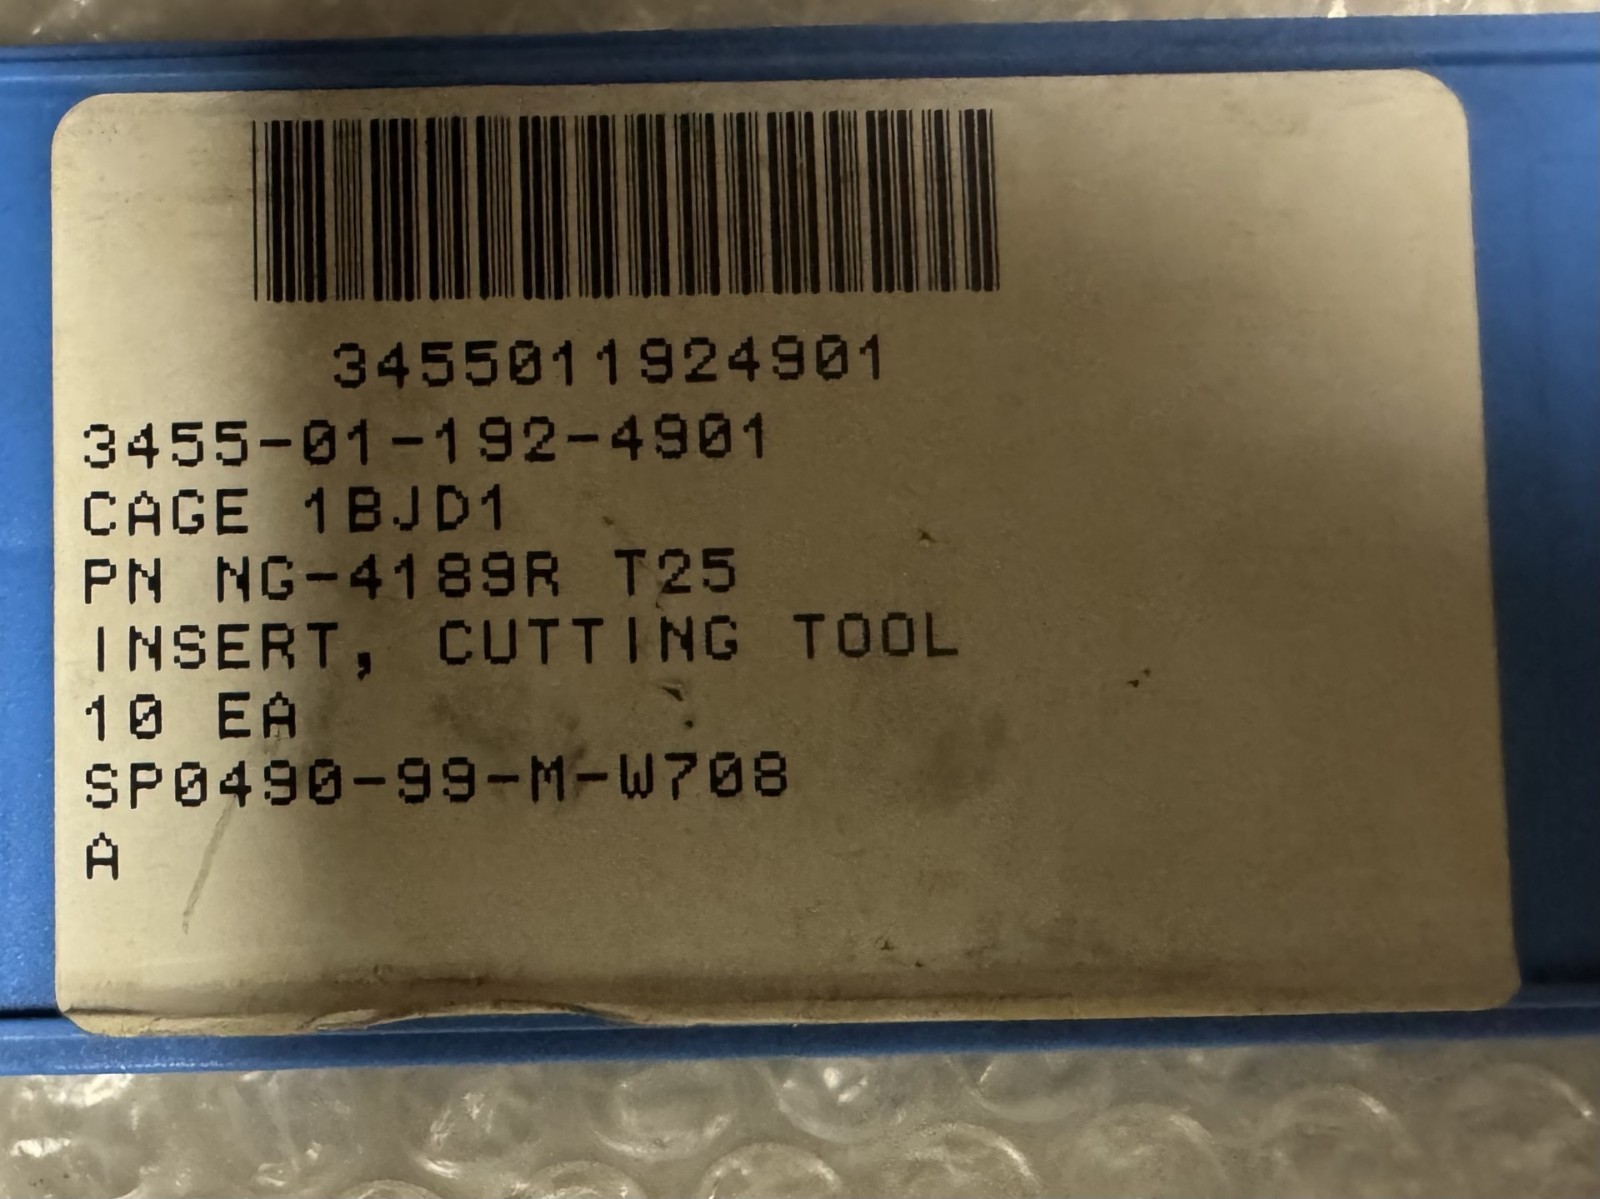 3455011924901
3455-01-192-4901
CAGE 1BJD1
PN NG-4189R T25
INSERT, CUTTING TOOL
10 EA
SP0490-99-M-W708
A